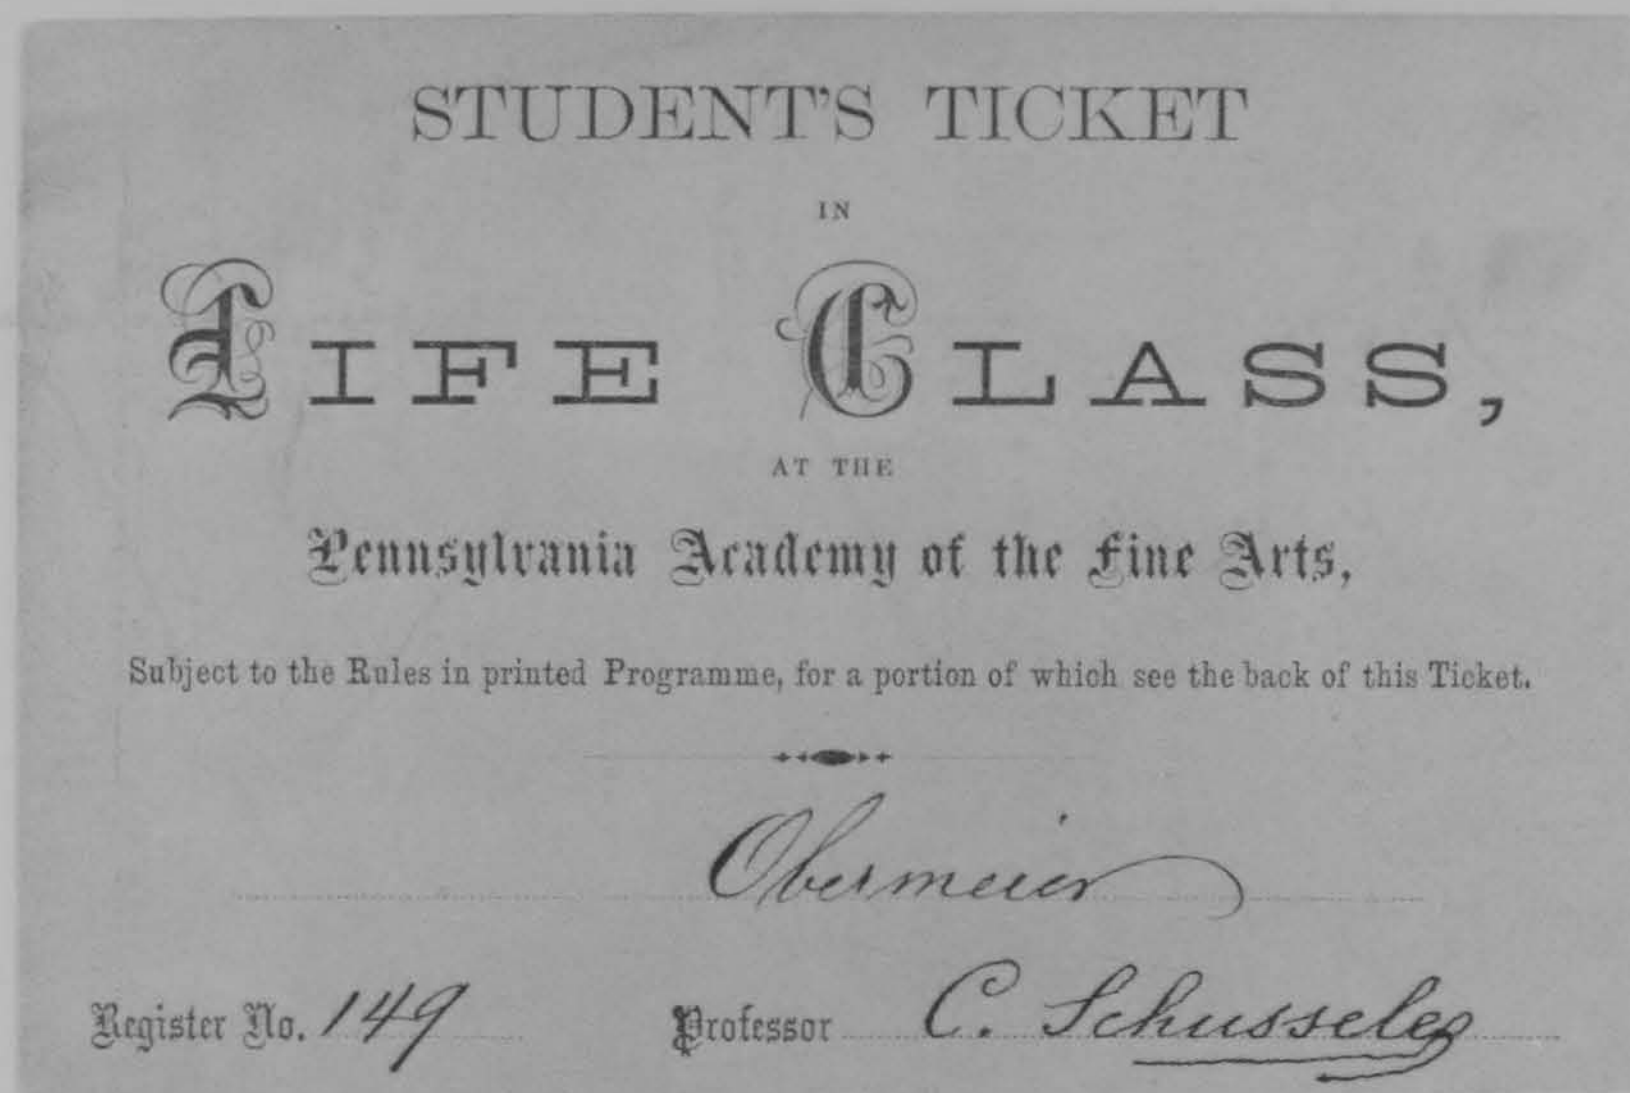 STUDENT'S TICKET
IN
LIFE CLASS,
AT THE
Pennsylvania Academy of the Fine Arts,
Subject to the Rules in printed Programme, for a portion of which see the back of this Ticket.
Obermeier
Register No. 149 Professor C. Schussele